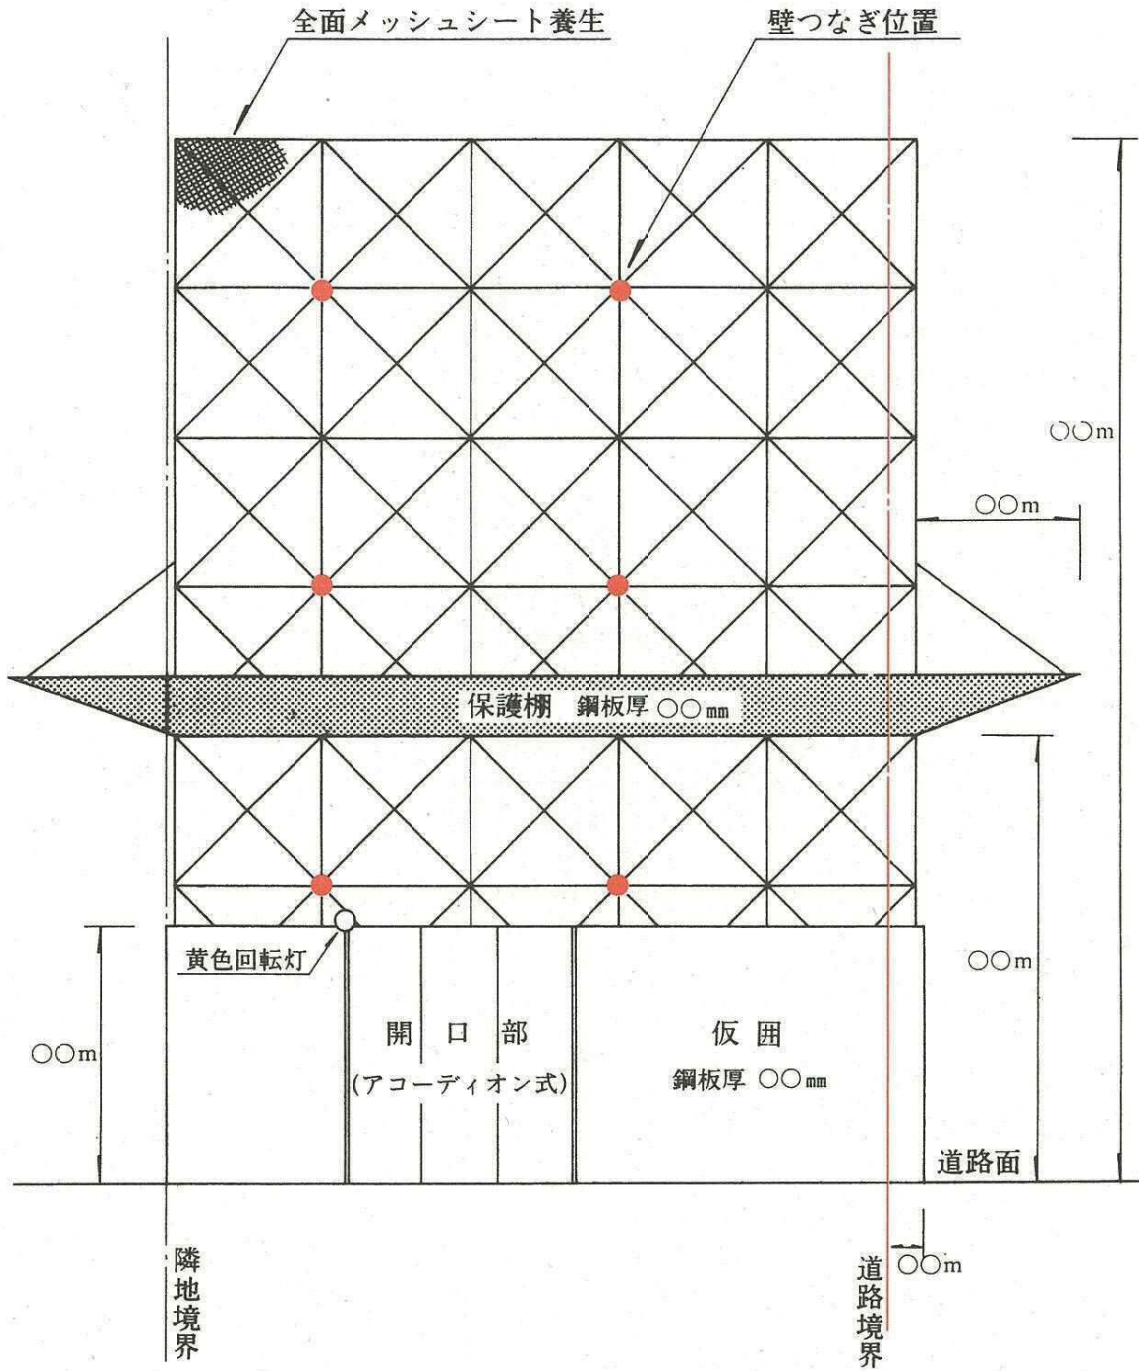 全面メッシュシート養生
壁つなぎ位置
○○m
○○m
保護棚 鋼板厚 ○○㎜
黄色回転灯
○○m
○○m
開口部
(アコーディオン式)
仮囲
鋼板厚 ○○㎜
道路面
隣地境界
道路境界
○○m